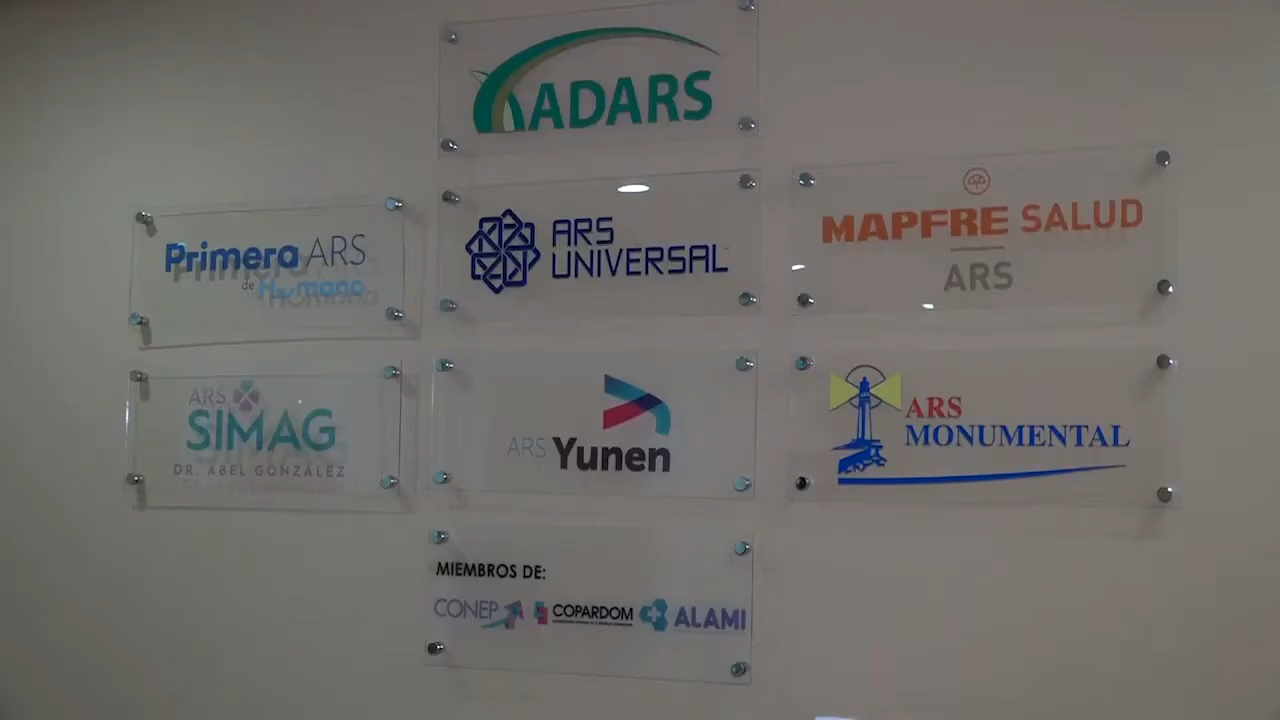 ADARS
Primera ARS
de Humano
ARS
UNIVERSAL
MAPFRE SALUD
ARS
ARS
SIMAG
DR. ABEL GONZÁLEZ
ARS Yunen
ARS
MONUMENTAL
MIEMBROS DE:
CONEP COPARDOM ALAMI